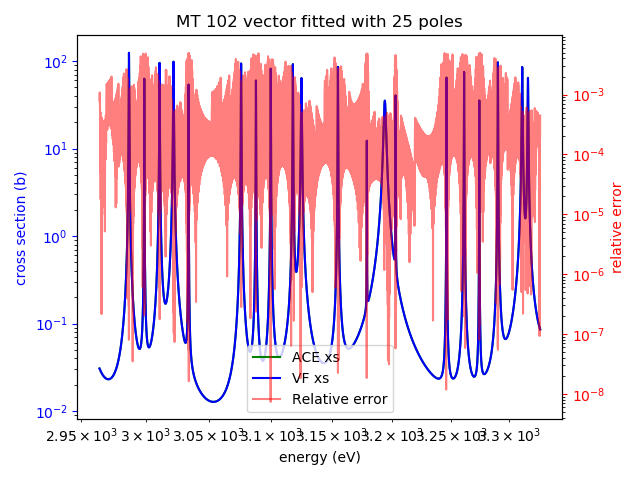 MT 102 vector fitted with 25 poles
10²
10¹
10⁰
10⁻¹
10⁻²
cross section (b)
10⁻³
10⁻⁴
10⁻⁵
10⁻⁶
10⁻⁷
10⁻⁸
relative error
ACE xs
VF xs
Relative error
2.95 × 10³ 3 × 10³ 3.05 × 10³ 3.1 × 10³ 3.15 × 10³ 3.2 × 10³ 3.25 × 10³ 3.3 × 10³
energy (eV)